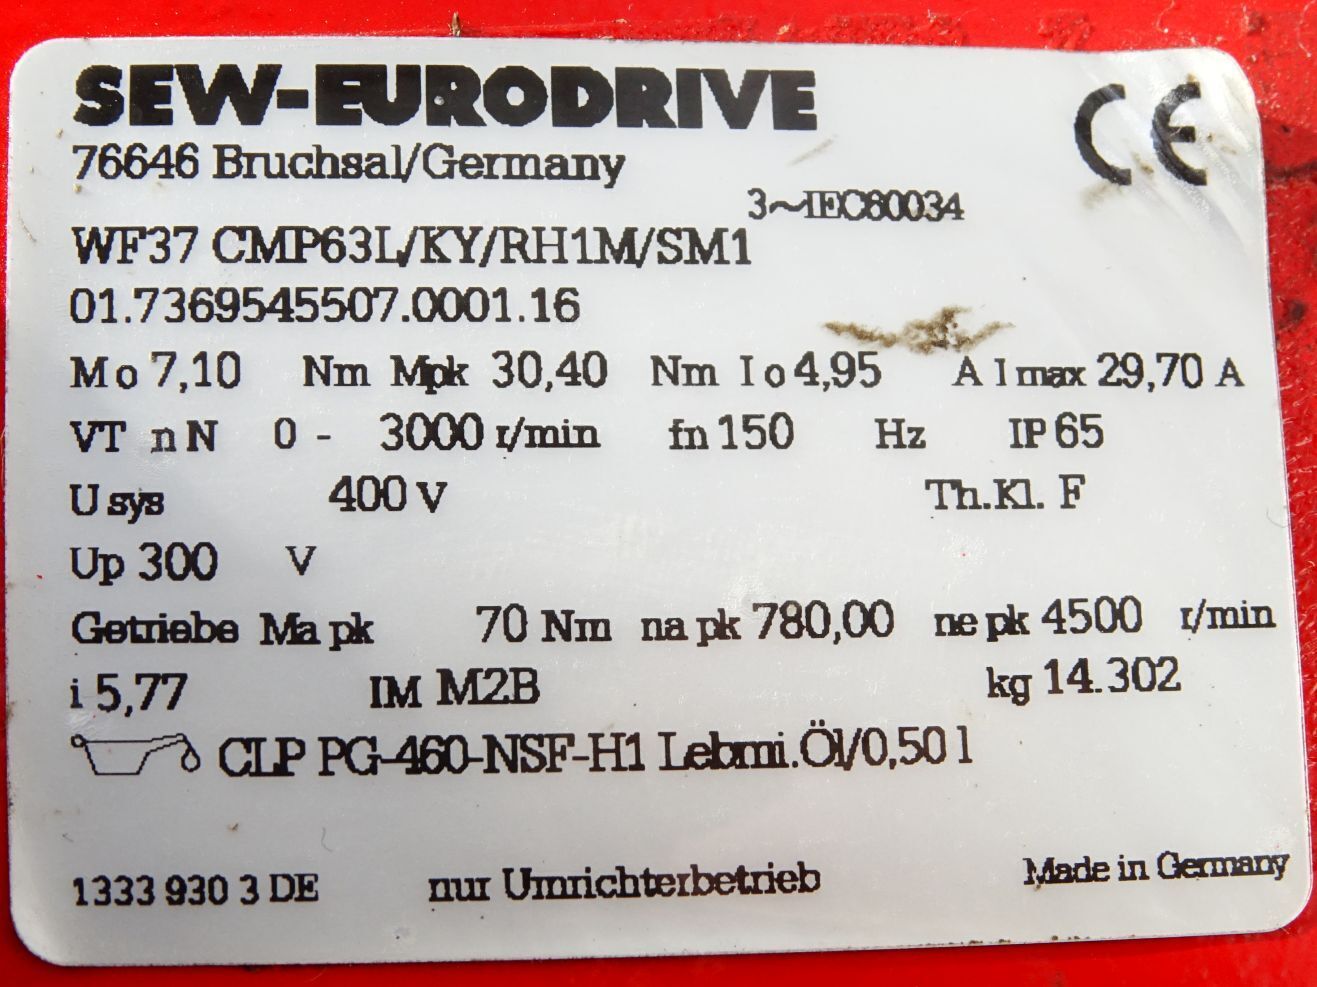 SEW-EURODRIVE
CE
76646 Bruchsal/Germany
3~IEC60034
WF37 CMP63L/KY/RH1M/SM1
01.7369545507.0001.16
Mo 7,10 Nm Mpk 30,40 Nm Io 4,95 A Imax 29,70 A
VT nN 0 - 3000 r/min fn 150 Hz IP 65
Usys 400 V Th.Kl. F
Up 300 V
Getriebe Ma pk 70 Nm na pk 780,00 ne pk 4500 r/min
i 5,77 IM M2B kg 14.302
CLP PG-460-NSF-H1 Lebmi.Öl/0,50 l
1333 930 3 DE nur Umrichterbetrieb Made in Germany